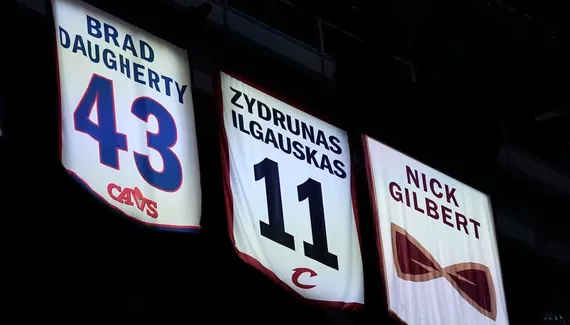 BRAD
DAUGHERTY
43
CAVS
ZYDRUNAS
ILGAUSKAS
11
C
NICK
GILBERT